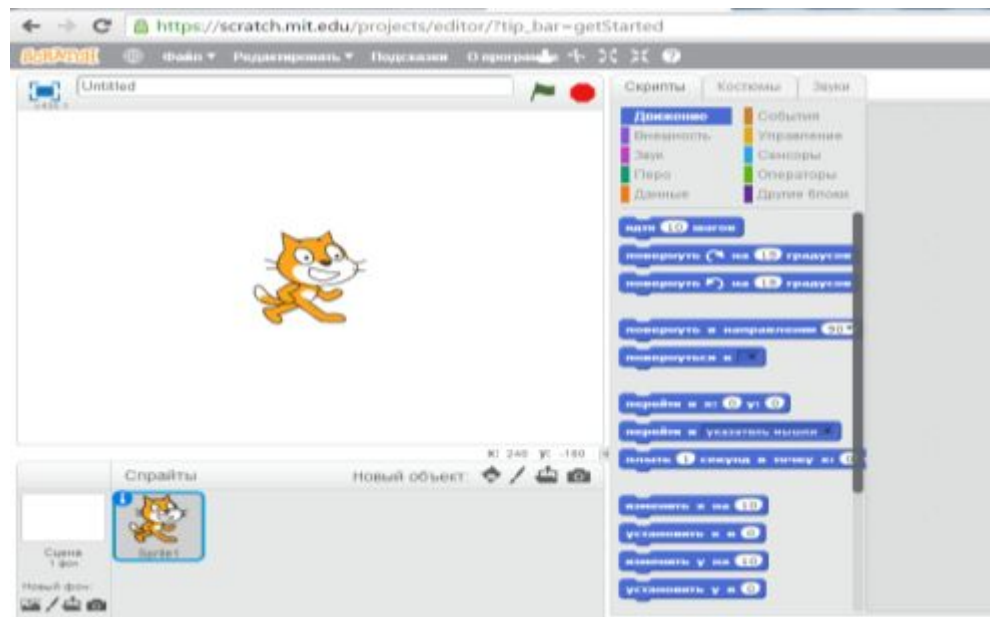 https://scratch.mit.edu/projects/editor/?tip_bar=getStarted
SCRATCH Файл Редактировать Подсказки О программе
Untitled
Скрипты Костюмы Звуки
Движение События
Внешность Управление
Звук Сенсоры
Перо Операторы
Данные Другие блоки
идти 10 шагов
повернуть на 15 градусов
повернуть на 15 градусов
повернуть в направлении 90
повернуться к
перейти в x: 0 y: 0
перейти в указатель мышки
плыть 1 секунд в точку x: 0
изменить x на 10
установить x в 0
изменить y на 10
установить y в 0
x: 240 y: -180
Спрайты Новый объект:
Sprite1
Сцена
1 фон
Новый фон: